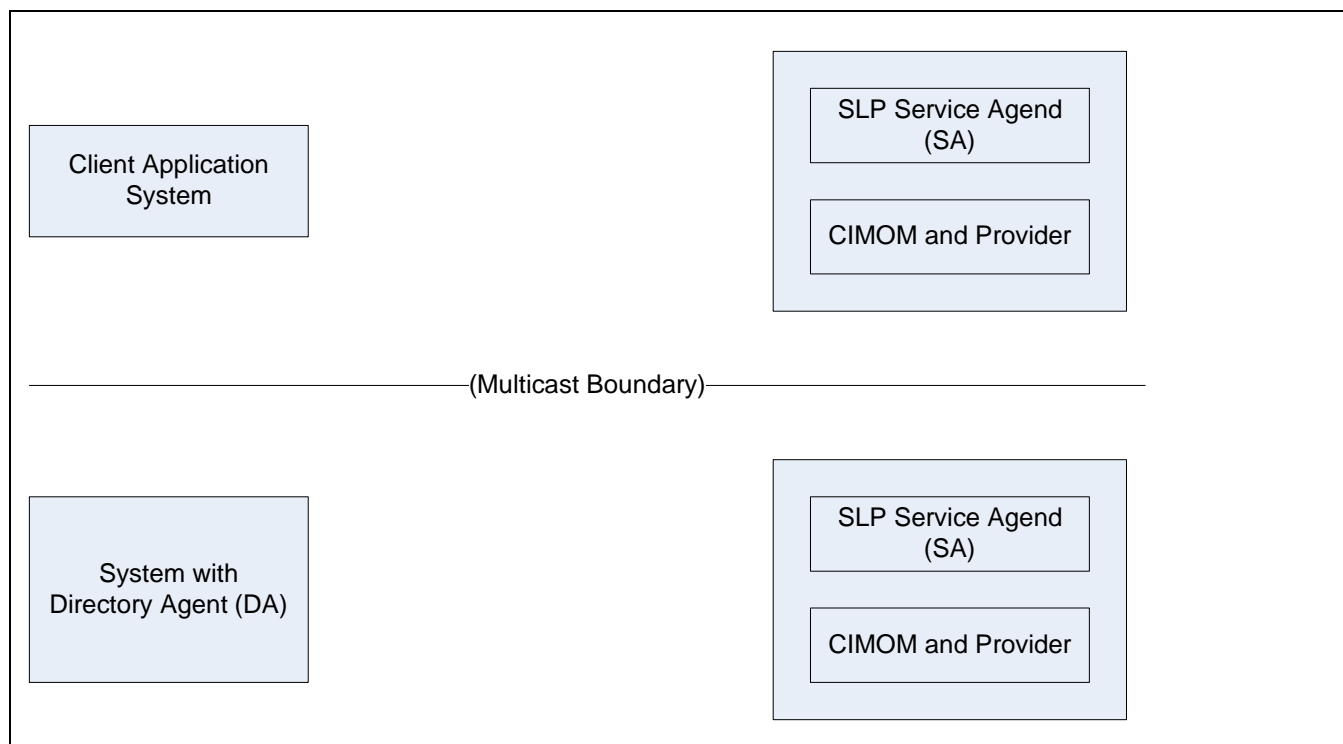 Client Application
System
SLP Service Agend
(SA)
CIMOM and Provider
(Multicast Boundary)
System with
Directory Agent (DA)
SLP Service Agend
(SA)
CIMOM and Provider